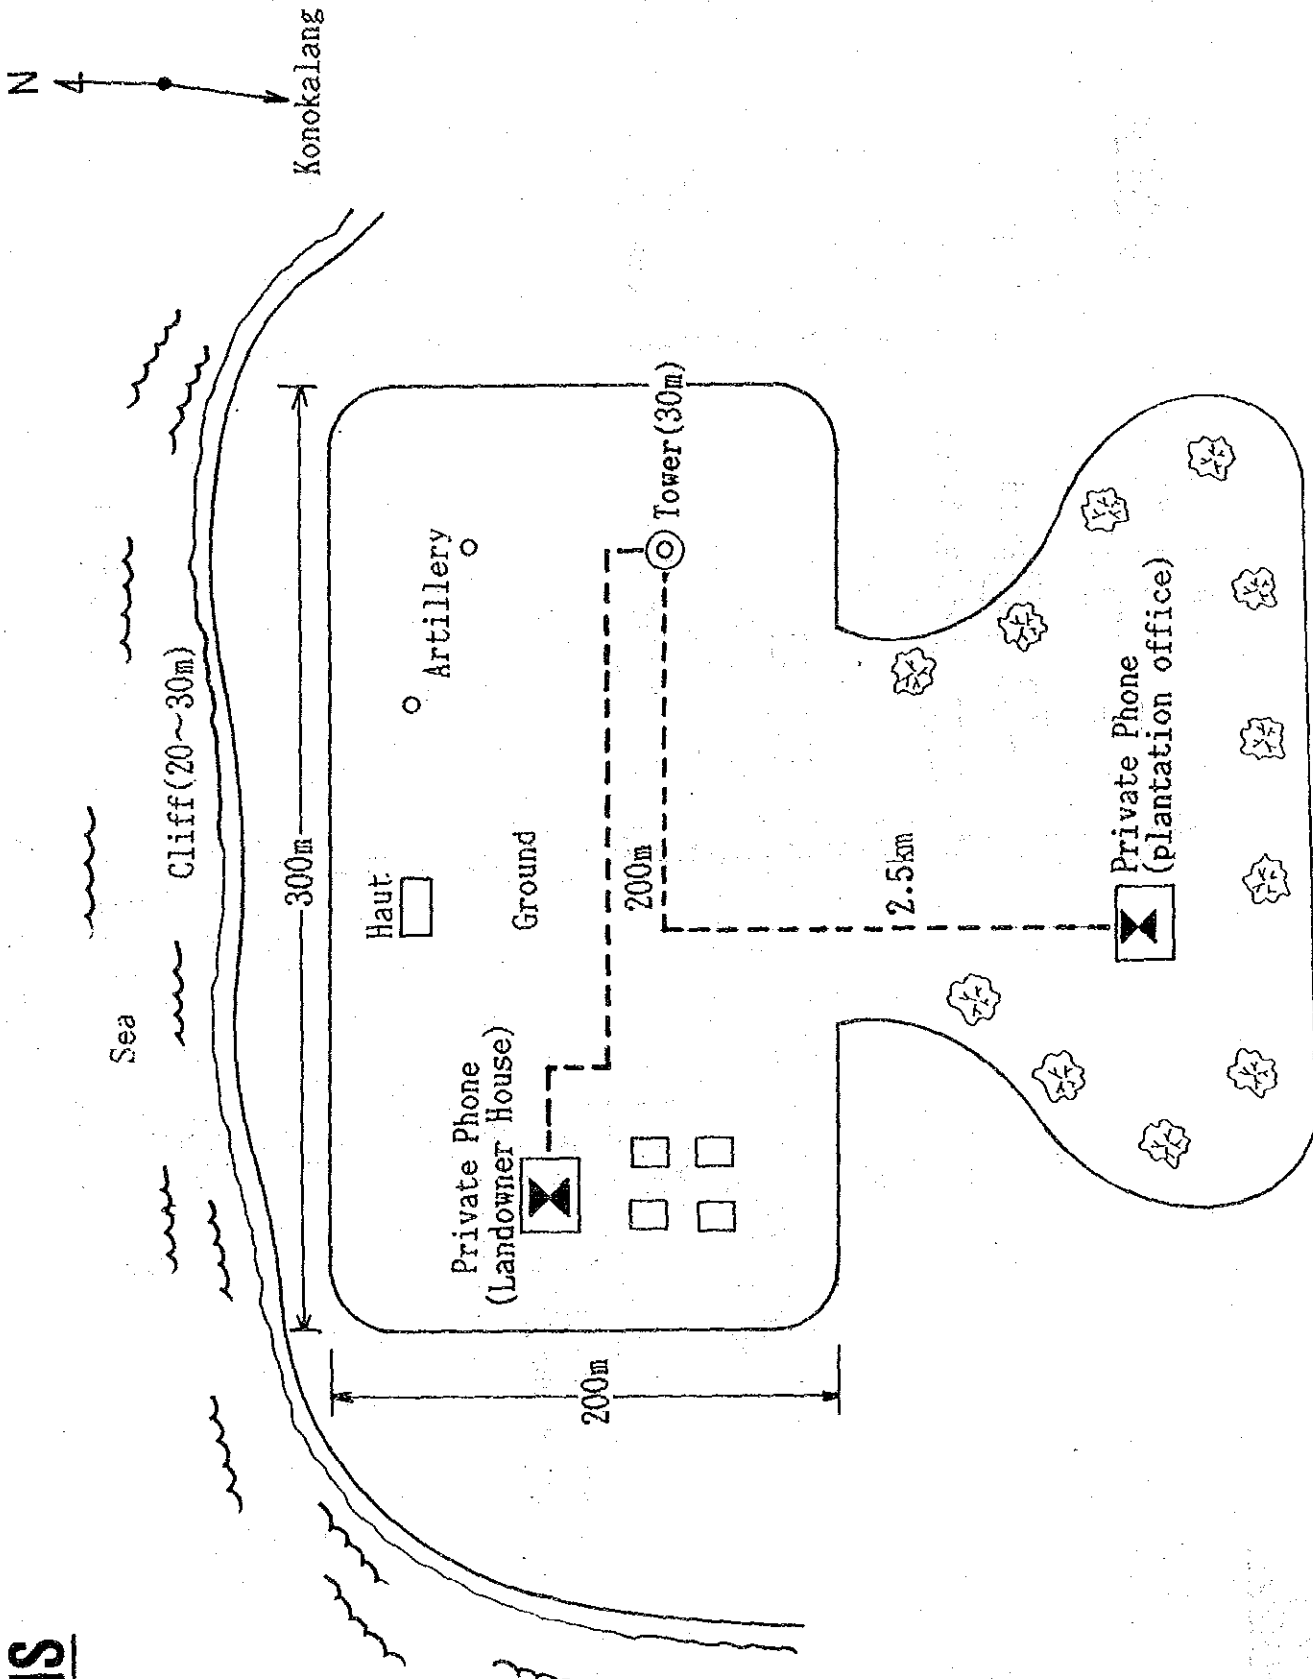 NS
N
Konokalang
Sea
Cliff(20~30m)
300m
Haut
Artillery
Ground
Private Phone
(Landowner House)
200m
Tower(30m)
200m
2.5km
Private Phone
(plantation office)